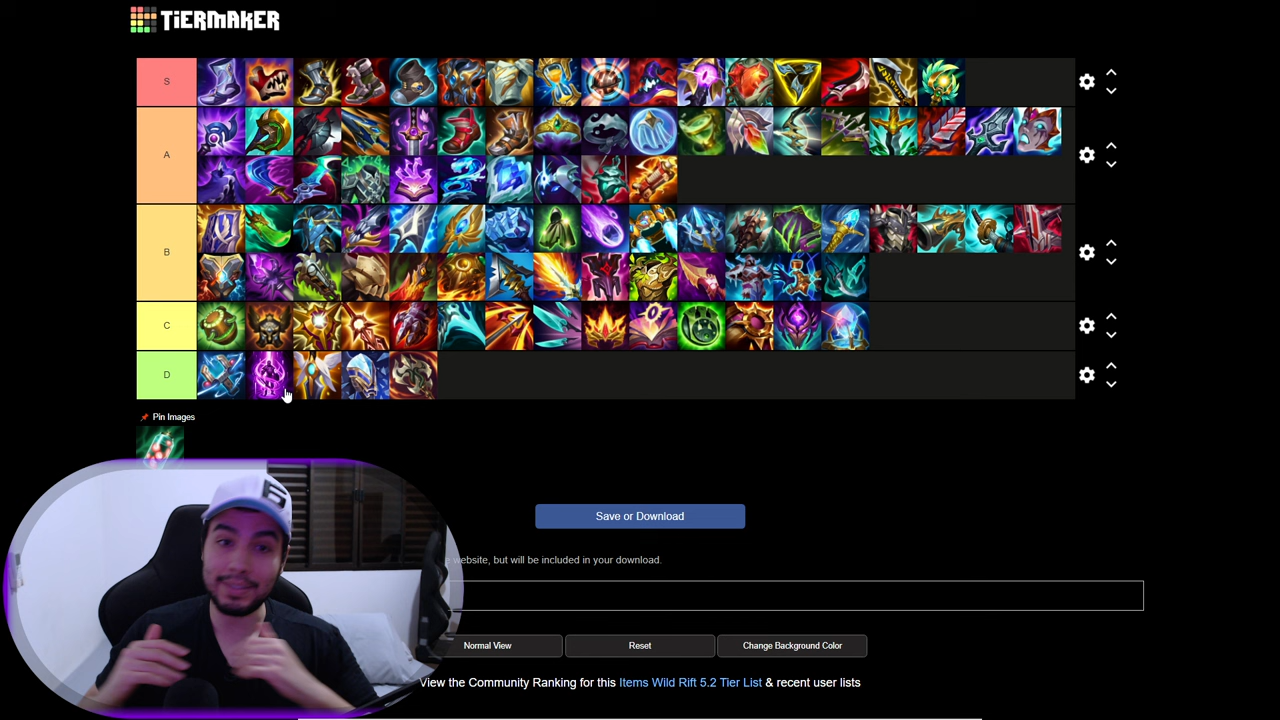 TIERMAKER
S
A
B
C
D
Pin Images
Save or Download
website, but will be included in your download.
Normal View
Reset
Change Background Color
View the Community Ranking for this Items Wild Rift 5.2 Tier List & recent user lists